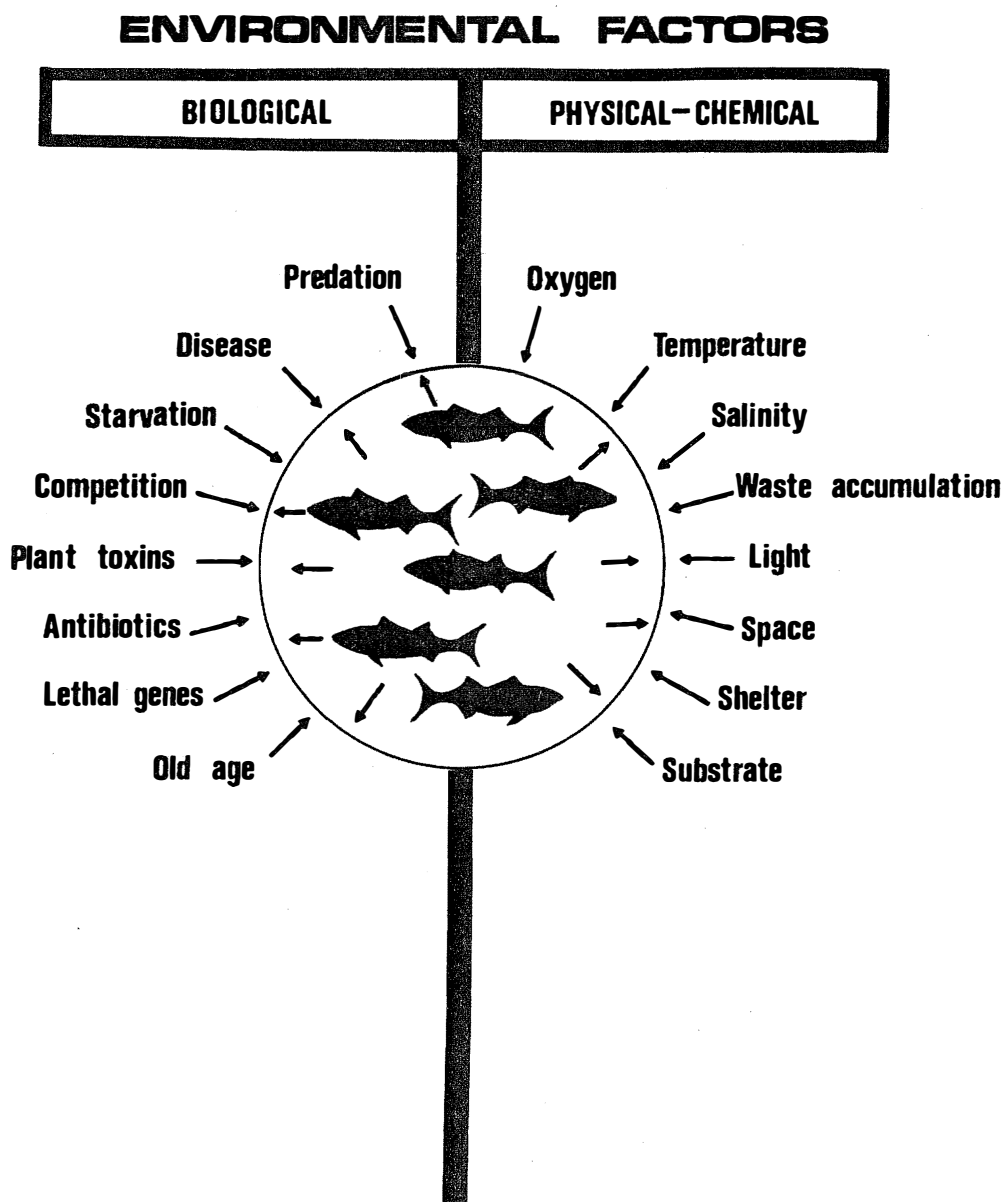 ENVIRONMENTAL FACTORS
BIOLOGICAL
PHYSICAL-CHEMICAL
Predation
Disease
Starvation
Competition
Plant toxins
Antibiotics
Lethal genes
Old age
Oxygen
Temperature
Salinity
Waste accumulation
Light
Space
Shelter
Substrate